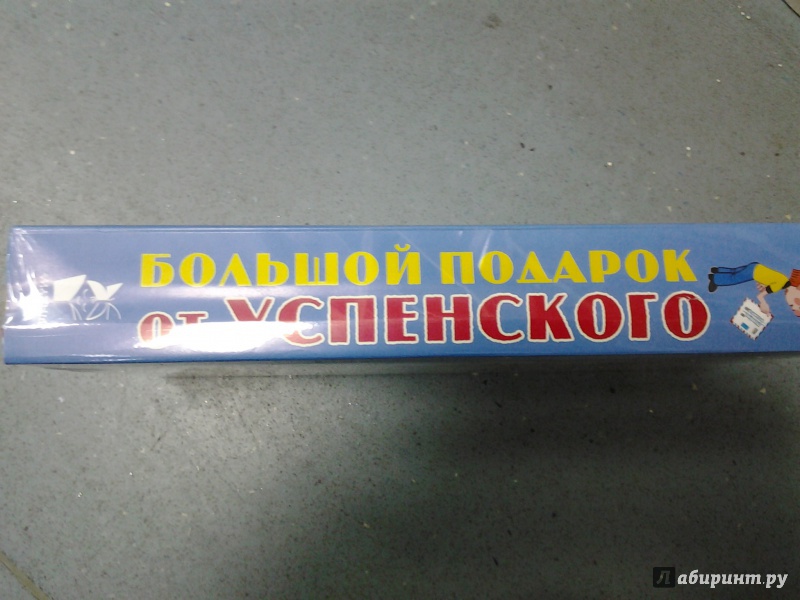 БОЛЬШОЙ ПОДАРОК
ОТ УСПЕНСКОГО
Лабиринт.ру